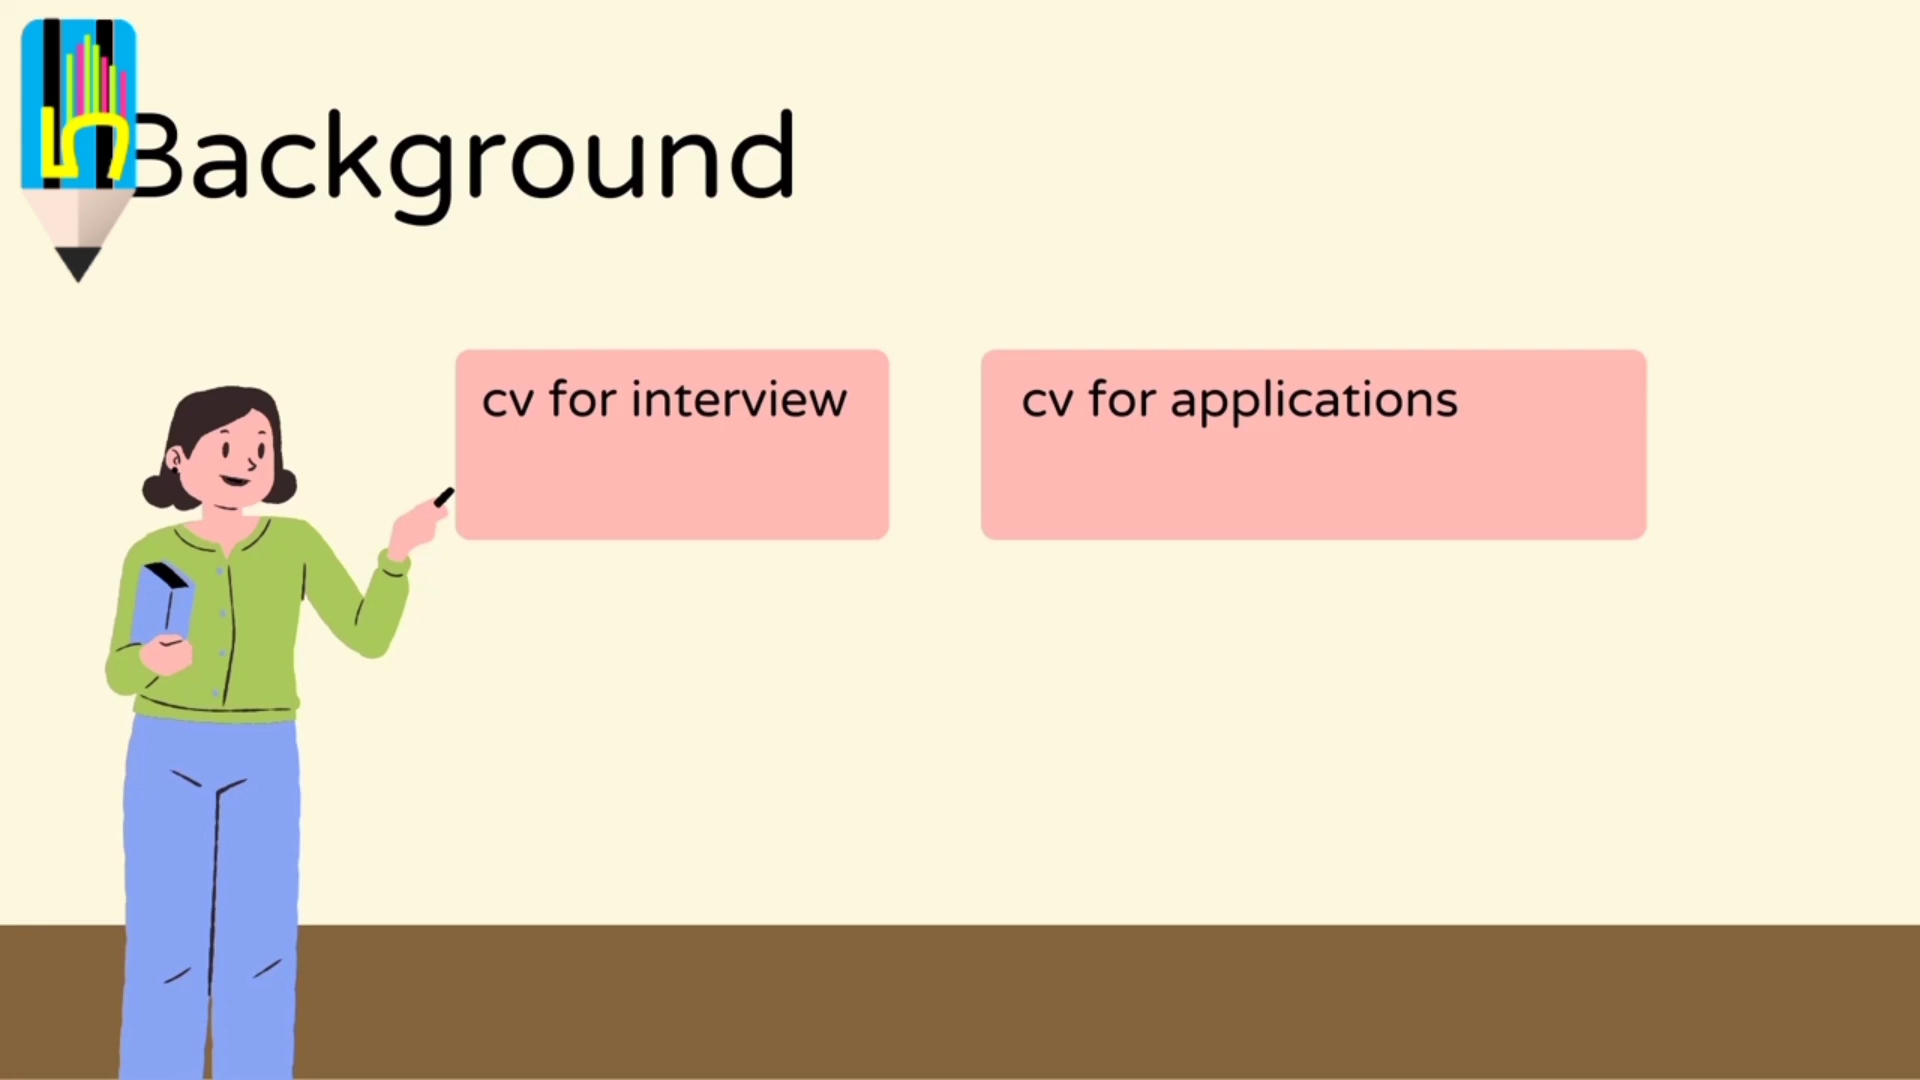 Background
cv for interview
cv for applications